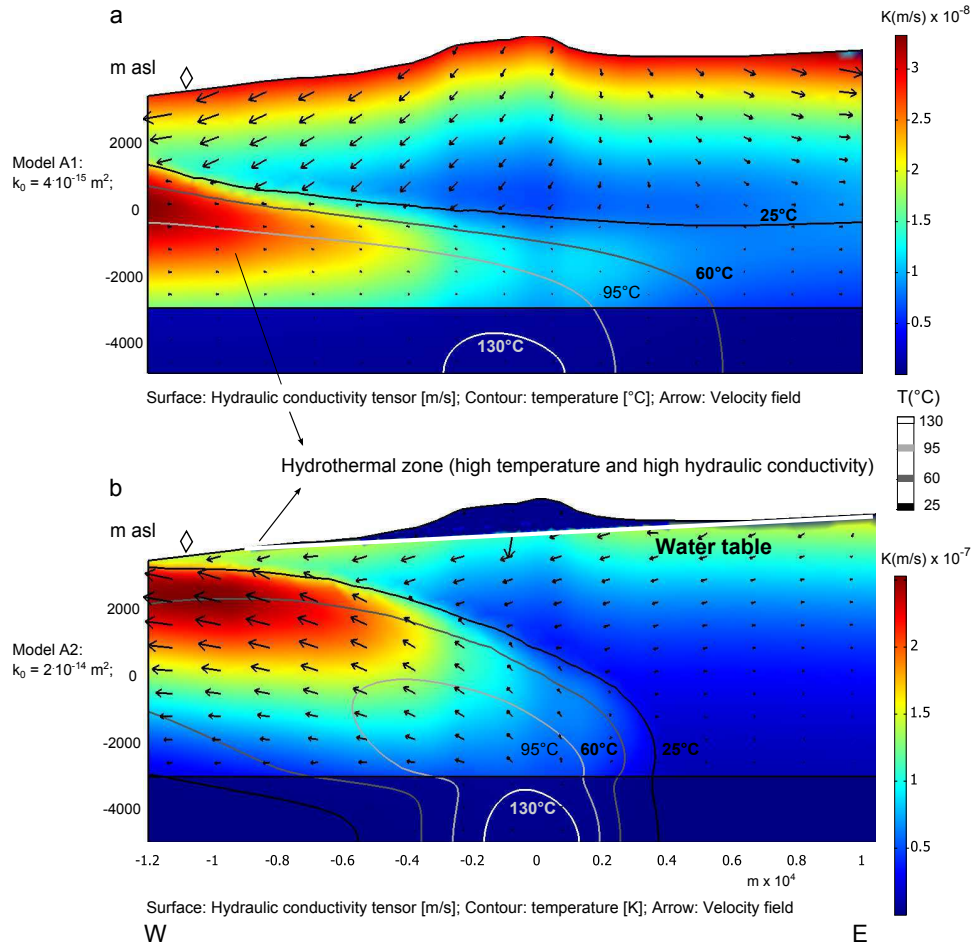 a
K(m/s) x 10-8
m asl
2000
0
-2000
-4000
Model A1:
k0 = 4·10-15 m2;
25°C
60°C
95°C
130°C
3
2.5
2
1.5
1
0.5
Surface: Hydraulic conductivity tensor [m/s]; Contour: temperature [°C]; Arrow: Velocity field
T(°C)
130
95
60
25
Hydrothermal zone (high temperature and high hydraulic conductivity)
b
m asl
Water table
K(m/s) x 10-7
2000
0
-2000
-4000
Model A2:
k0 = 2·10-14 m2;
95°C
60°C
25°C
130°C
2
1.5
1
0.5
0
-1.2
-1
-0.8
-0.6
-0.4
-0.2
0
0.2
0.4
0.6
0.8
1
m x 104
Surface: Hydraulic conductivity tensor [m/s]; Contour: temperature [K]; Arrow: Velocity field
W
E